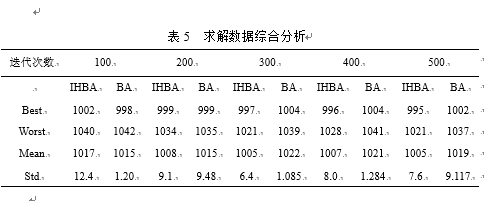 表 5 求解数据综合分析
迭代次数 100 200 300 400 500
IHBA BA IHBA BA IHBA BA IHBA BA IHBA BA
Best 1002 998 999 999 997 1004 996 1004 995 1002
Worst 1040 1042 1034 1035 1021 1039 1028 1041 1021 1037
Mean 1017 1015 1008 1015 1005 1022 1007 1021 1005 1019
Std. 12.4 1.20 9.1 9.48 6.4 1.085 8.0 1.284 7.6 9.117